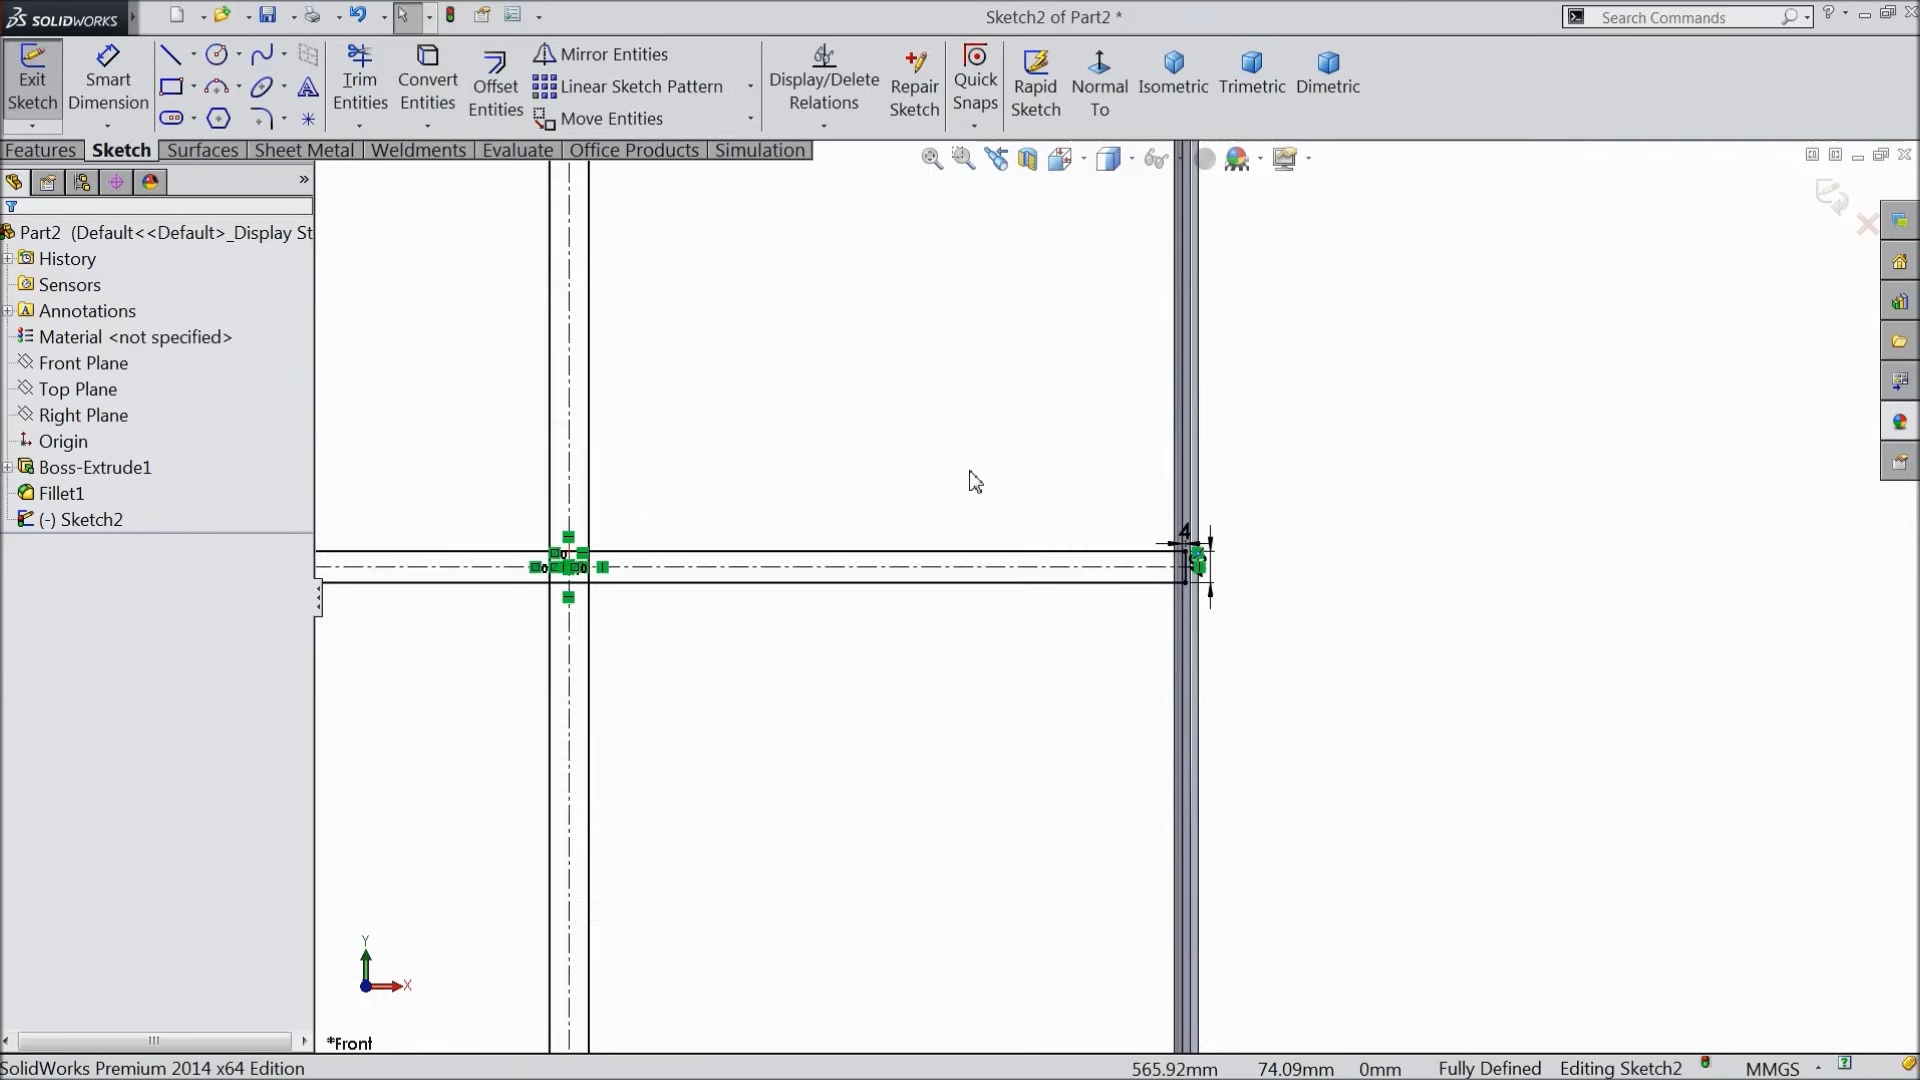 SOLIDWORKS
Sketch2 of Part2 *
Search Commands
Exit Sketch
Smart Dimension
Trim Entities
Convert Entities
Offset Entities
Mirror Entities
Linear Sketch Pattern
Move Entities
Display/Delete Relations
Repair Sketch
Quick Snaps
Rapid Sketch
Normal To
Isometric
Trimetric
Dimetric
Features
Sketch
Surfaces
Sheet Metal
Weldments
Evaluate
Office Products
Simulation
Part2 (Default<<Default>_Display St
History
Sensors
Annotations
Material <not specified>
Front Plane
Top Plane
Right Plane
Origin
Boss-Extrude1
Fillet1
(-) Sketch2
4
Y
X
*Front
SolidWorks Premium 2014 x64 Edition
565.92mm
74.09mm
0mm
Fully Defined
Editing Sketch2
MMGS